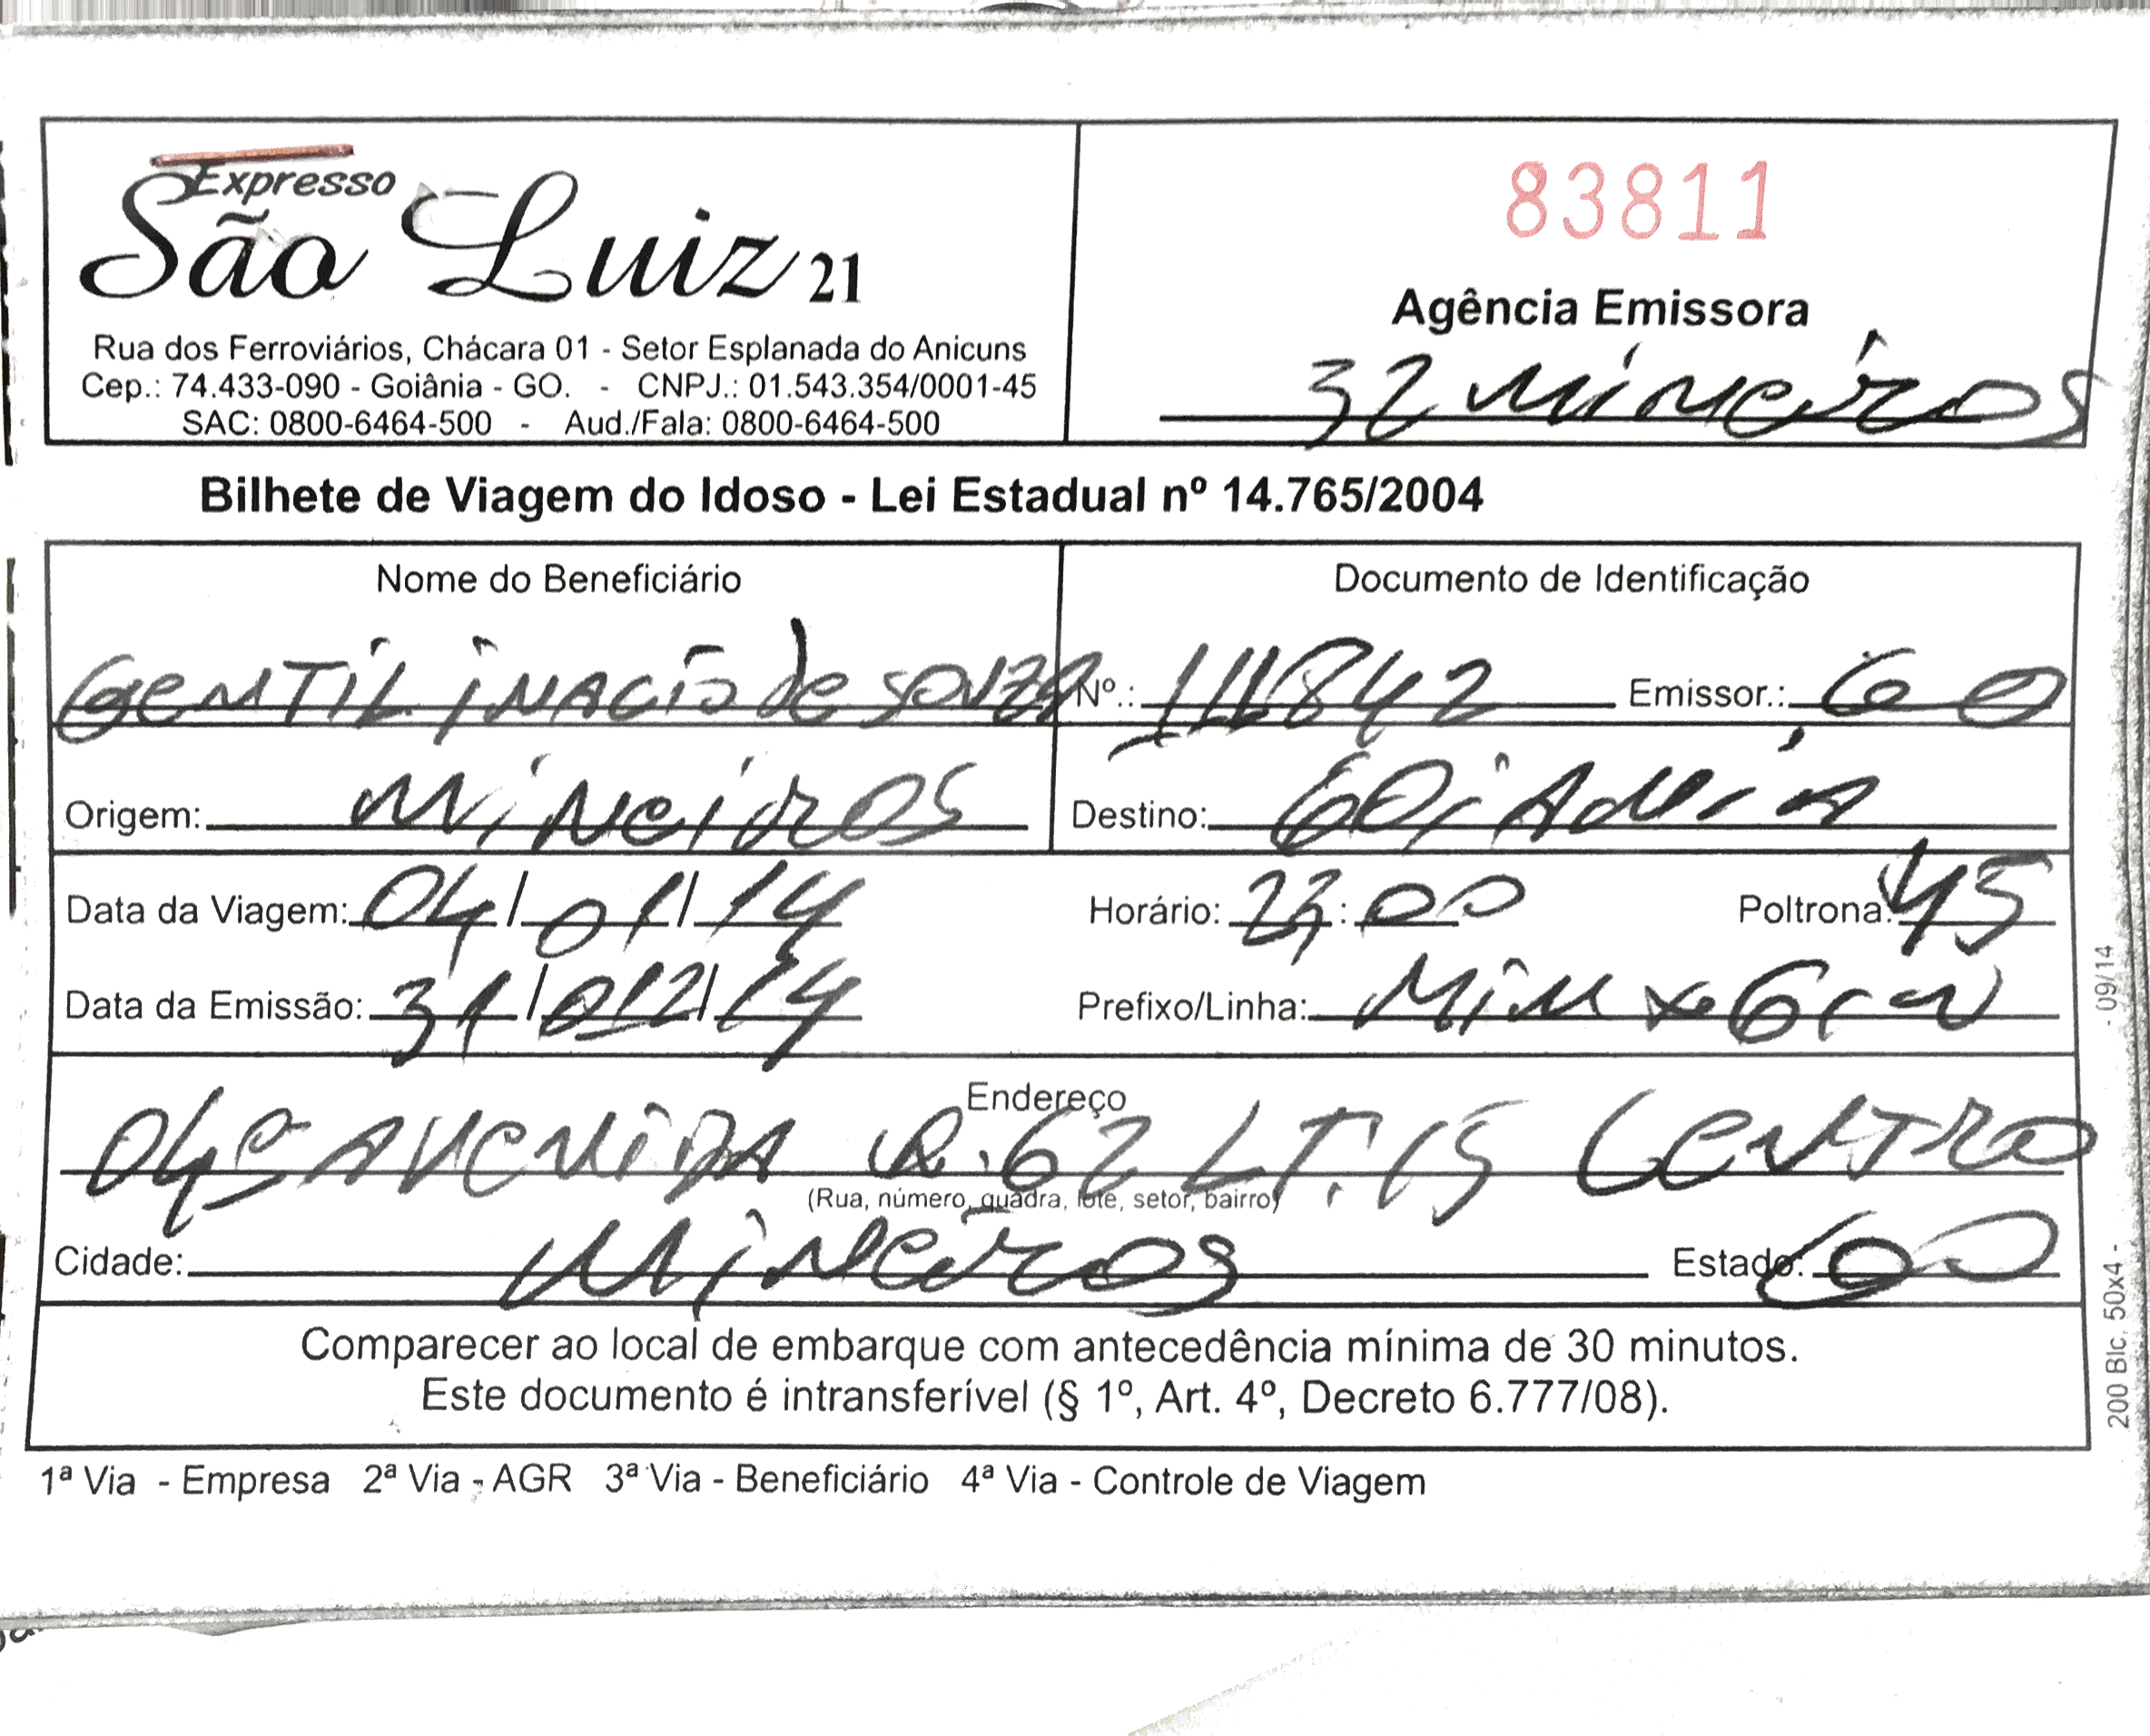 Expresso
São Luiz 21
Rua dos Ferroviários, Chácara 01 - Setor Esplanada do Anicuns
Cep.: 74.433-090 - Goiânia - GO. - CNPJ.: 01.543.354/0001-45
SAC: 0800-6464-500 - Aud./Fala: 0800-6464-500
83811
Agência Emissora
32 Mineiros
Bilhete de Viagem do Idoso - Lei Estadual nº 14.765/2004
Nome do Beneficiário
Gentil inacio de souza
Documento de Identificação
Nº.: 111842 Emissor.: GO
Origem: Mineiros
Destino: GOiANiA
Data da Viagem: 04/01/14 Horário: 23:00 Poltrona: 45
Data da Emissão: 31/12/14 Prefixo/Linha: Min x
Endereço
AVENIDA Q.62 LT.15 CENTRO
(Rua, número, quadra, lote, setor, bairro)
Cidade: Mineiros Estado: GO
Comparecer ao local de embarque com antecedência mínima de 30 minutos.
Este documento é intransferível (§ 1º, Art. 4º, Decreto 6.777/08).
1ª Via - Empresa 2ª Via - AGR 3ª Via - Beneficiário 4ª Via - Controle de Viagem
200 Blc. 50x4 - - 09/14